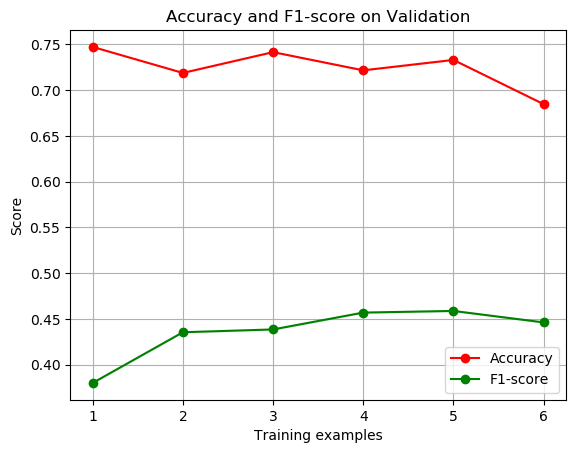 Accuracy and F1-score on Validation
0.75
0.70
0.65
0.60
0.55
0.50
0.45
0.40
Score
Accuracy
F1-score
1 2 3 4 5 6
Training examples